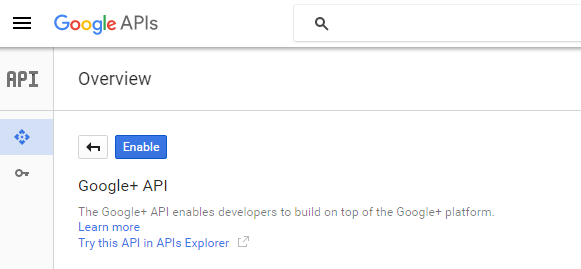 Google APIs
API
Overview
Enable
Google+ API
The Google+ API enables developers to build on top of the Google+ platform.
Learn more
Try this API in APIs Explorer